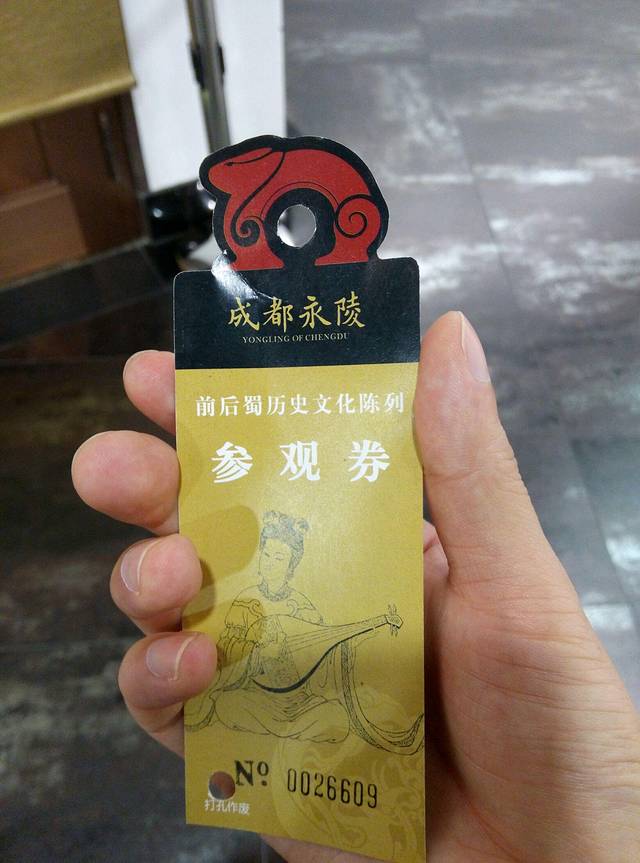 成都永陵
YONGLING OF CHENGDU
前后蜀历史文化陈列
参观券
Nº 0026609
打孔作废